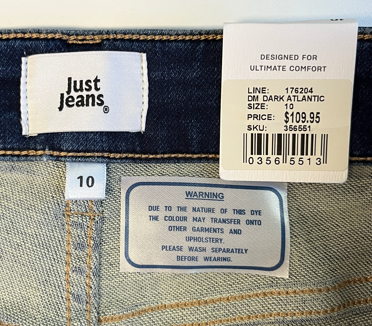 DESIGNED FOR
ULTIMATE COMFORT
LINE: 176204
DM DARK ATLANTIC
SIZE: 10
PRICE: $109.95
SKU: 356551
0356 5513
Just
Jeans®
10
WARNING
DUE TO THE NATURE OF THIS DYE
THE COLOUR MAY TRANSFER ONTO
OTHER GARMENTS AND
UPHOLSTERY.
PLEASE WASH SEPARATELY
BEFORE WEARING.